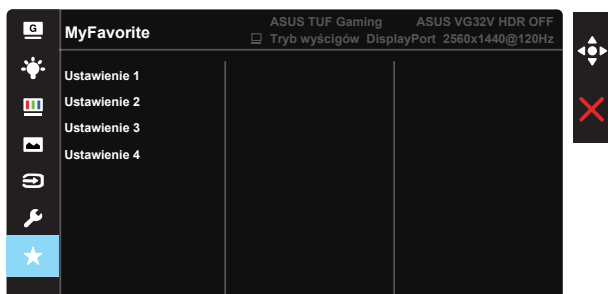 G
MyFavorite
ASUS TUF Gaming ASUS VG32V HDR OFF
Tryb wyścigów DisplayPort 2560x1440@120Hz
Ustawienie 1
Ustawienie 2
Ustawienie 3
Ustawienie 4